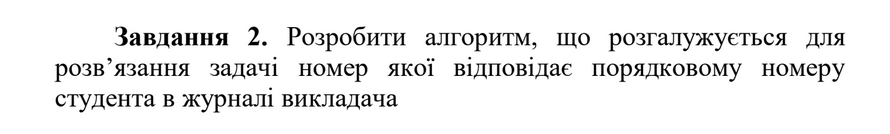 Завдання 2. Розробити алгоритм, що розгалужується для
розв’язання задачі номер якої відповідає порядковому номеру
студента в журналі викладача